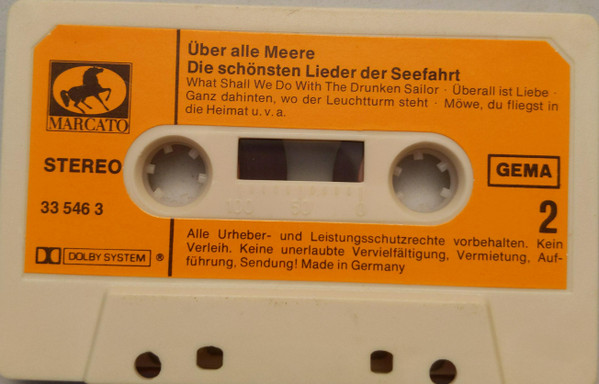 Über alle Meere
Die schönsten Lieder der Seefahrt
What Shall We Do With The Drunken Sailor · Überall ist Liebe ·
Ganz dahinten, wo der Leuchtturm steht · Möwe, du fliegst in
die Heimat u.v.a.
MARCATO
STEREO
GEMA
33 546 3
100 50 0
2
Alle Urheber- und Leistungsschutzrechte vorbehalten. Kein
Verleih. Keine unerlaubte Vervielfältigung, Vermietung, Auf-
führung, Sendung! Made in Germany
DOLBY SYSTEM ®